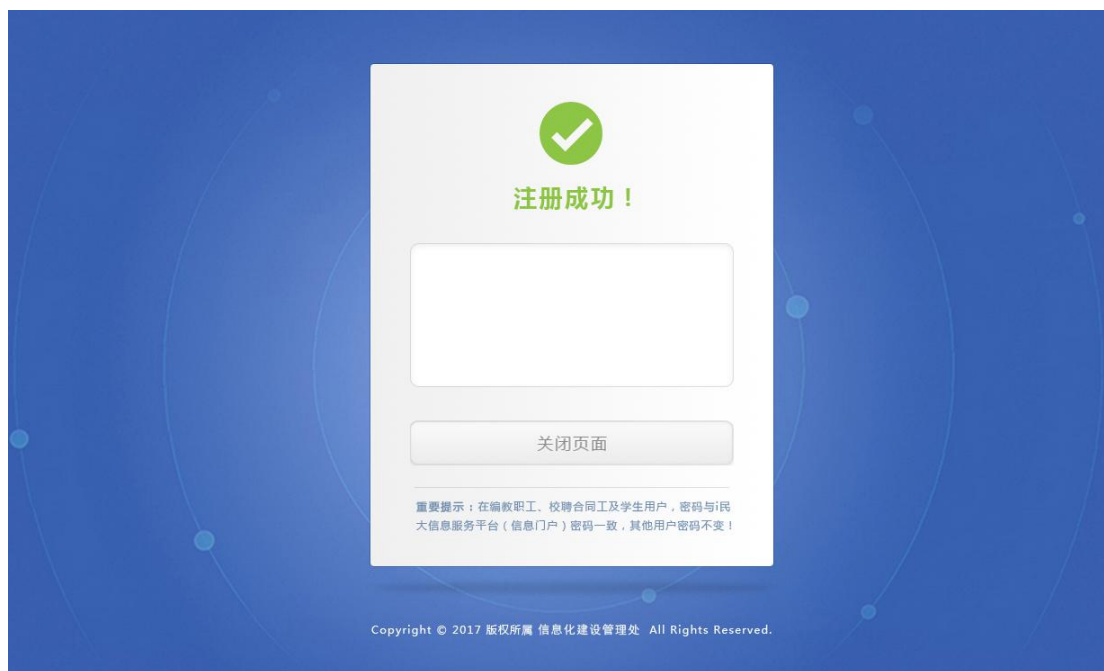 注册成功！
关闭页面
重要提示：在编教职工、校聘合同工及学生用户，密码与i民
大信息服务平台（信息门户）密码一致，其他用户密码不变！
Copyright © 2017 版权所属 信息化建设管理处 All Rights Reserved.